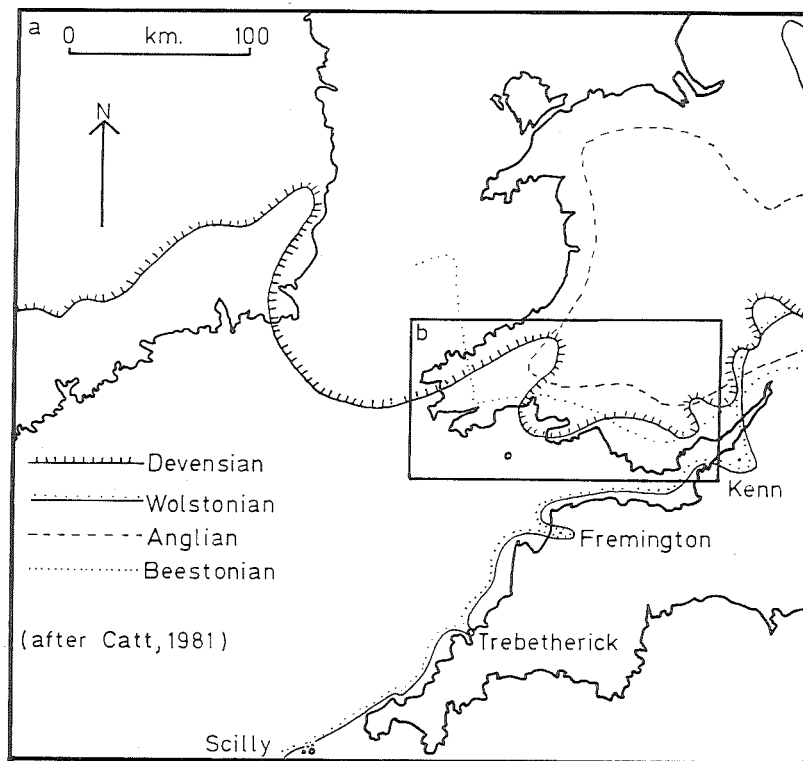 a
0 km. 100
N
b
Devensian
Wolstonian
Anglian
Beestonian
Kenn
Fremington
(after Catt, 1981)
Trebetherick
Scilly